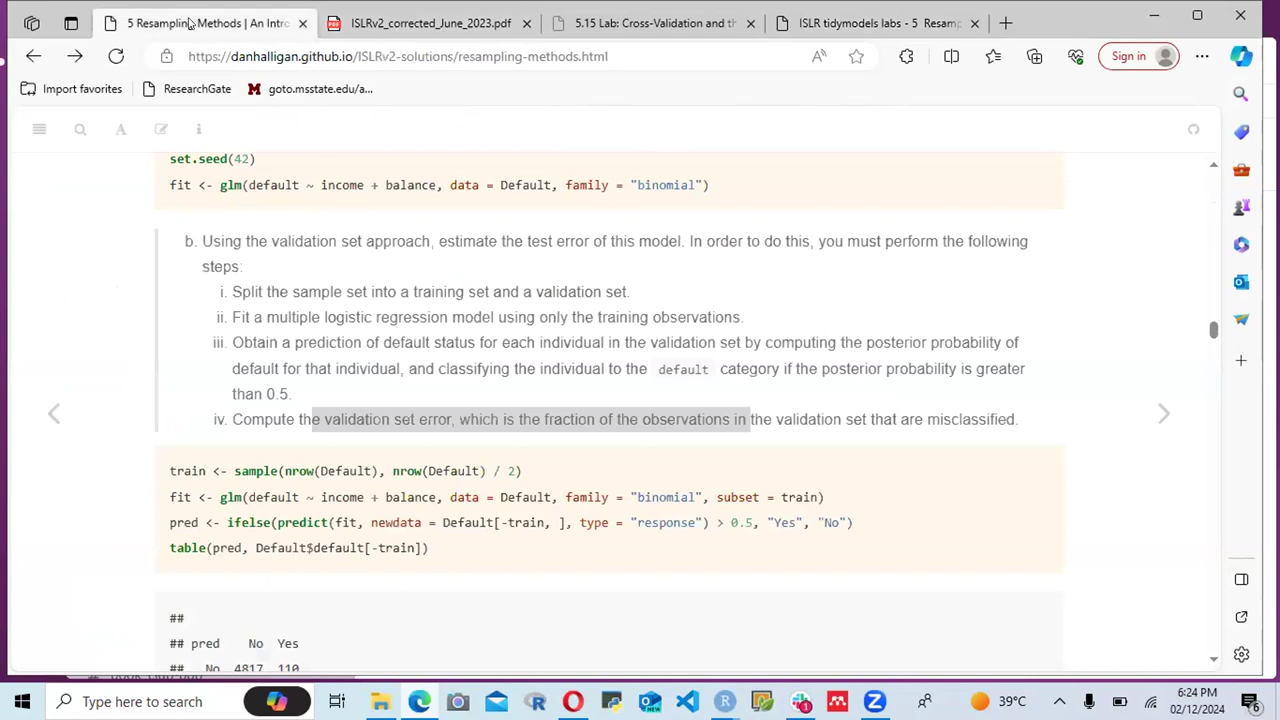 5 Resampling Methods | An Intro
ISLRv2_corrected_June_2023.pdf
5.15 Lab: Cross-Validation and th
ISLR tidymodels labs - 5 Resamp
https://danhalligan.github.io/ISLRv2-solutions/resampling-methods.html
Sign in
Import favorites
ResearchGate
goto.msstate.edu/a...
set.seed(42)
fit <- glm(default ~ income + balance, data = Default, family = "binomial")
b. Using the validation set approach, estimate the test error of this model. In order to do this, you must perform the following
steps:
i. Split the sample set into a training set and a validation set.
ii. Fit a multiple logistic regression model using only the training observations.
iii. Obtain a prediction of default status for each individual in the validation set by computing the posterior probability of
default for that individual, and classifying the individual to the default category if the posterior probability is greater
than 0.5.
iv. Compute the validation set error, which is the fraction of the observations in the validation set that are misclassified.
train <- sample(nrow(Default), nrow(Default) / 2)
fit <- glm(default ~ income + balance, data = Default, family = "binomial", subset = train)
pred <- ifelse(predict(fit, newdata = Default[-train, ], type = "response") > 0.5, "Yes", "No")
table(pred, Default$default[-train])
##
## pred No Yes
## No 4817 110
Type here to search
39°C
6:24 PM
02/12/2024
6
1